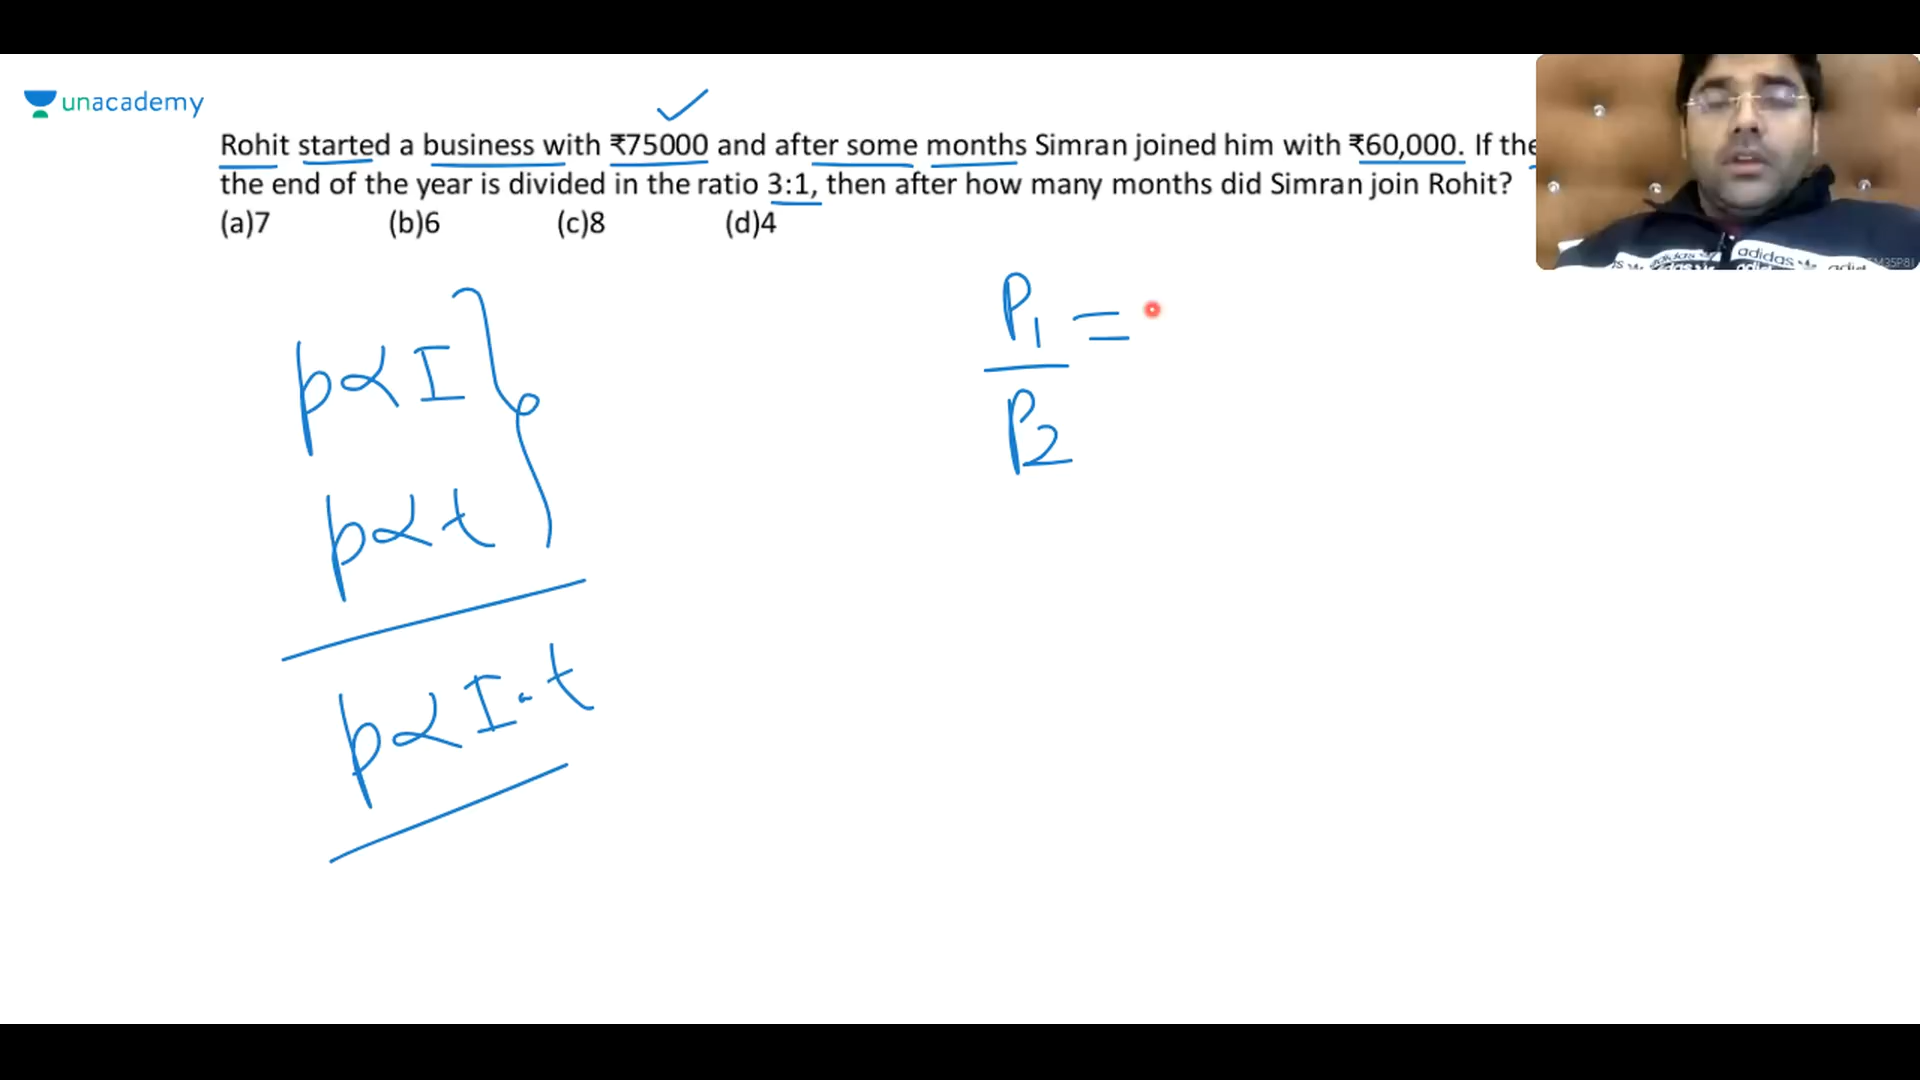 unacademy
Rohit started a business with ₹75000 and after some months Simran joined him with ₹60,000. If the
the end of the year is divided in the ratio 3:1, then after how many months did Simran join Rohit?
(a)7 (b)6 (c)8 (d)4
p∝I
p∝t
p∝I·t
P1 =
P2
adidas
adidas